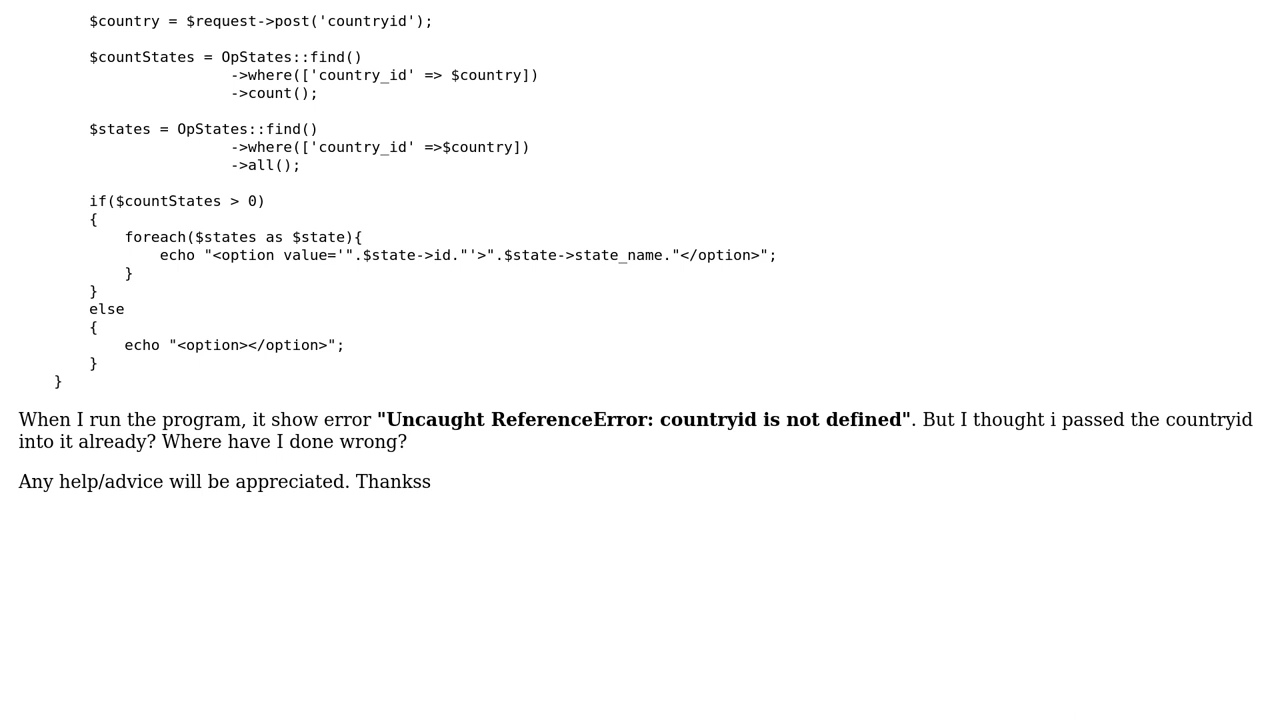 $country = $request->post('countryid');
$countStates = OpStates::find()
->where(['country_id' => $country])
->count();
$states = OpStates::find()
->where(['country_id' =>$country])
->all();
if($countStates > 0)
{
foreach($states as $state){
echo "<option value='".$state->id."'>".$state->state_name."</option>";
}
}
else
{
echo "<option></option>";
}
}
When I run the program, it show error "Uncaught ReferenceError: countryid is not defined". But I thought i passed the countryid
into it already? Where have I done wrong?
Any help/advice will be appreciated. Thankss